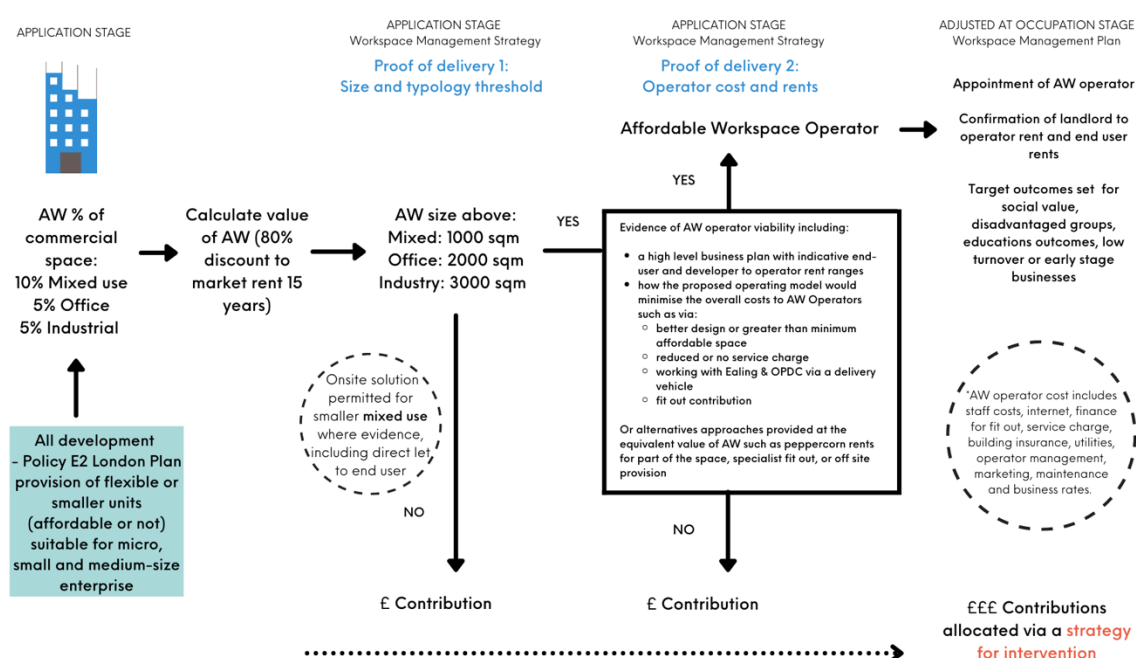 APPLICATION STAGE
AW % of
commercial
space:
10% Mixed use
5% Office
5% Industrial
All development
- Policy E2 London Plan
provision of flexible or
smaller units
(affordable or not)
suitable for micro,
small and medium-size
enterprise
Calculate value
of AW (80%
discount to
market rent 15
years)
APPLICATION STAGE
Workspace Management Strategy
Proof of delivery 1:
Size and typology threshold
AW size above:
Mixed: 1000 sqm
Office: 2000 sqm
Industry: 3000 sqm
YES
Onsite solution
permitted for
smaller mixed use
where evidence,
including direct let
to end user
NO
£ Contribution
APPLICATION STAGE
Workspace Management Strategy
Proof of delivery 2:
Operator cost and rents
Affordable Workspace Operator
YES
Evidence of AW operator viability including:
• a high level business plan with indicative end-
user and developer to operator rent ranges
• how the proposed operating model would
minimise the overall costs to AW Operators
such as via:
○ better design or greater than minimum
affordable space
○ reduced or no service charge
○ working with Ealing & OPDC via a delivery
vehicle
○ fit out contribution
Or alternatives approaches provided at the
equivalent value of AW such as peppercorn rents
for part of the space, specialist fit out, or off site
provision
NO
£ Contribution
ADJUSTED AT OCCUPATION STAGE
Workspace Management Plan
Appointment of AW operator
Confirmation of landlord to
operator rent and end user
rents
Target outcomes set for
social value,
disadvantaged groups,
educations outcomes, low
turnover or early stage
businesses
*AW operator cost includes
staff costs, internet, finance
for fit out, service charge,
building insurance, utilities,
operator management,
marketing, maintenance
and business rates.
£££ Contributions
allocated via a strategy
for intervention